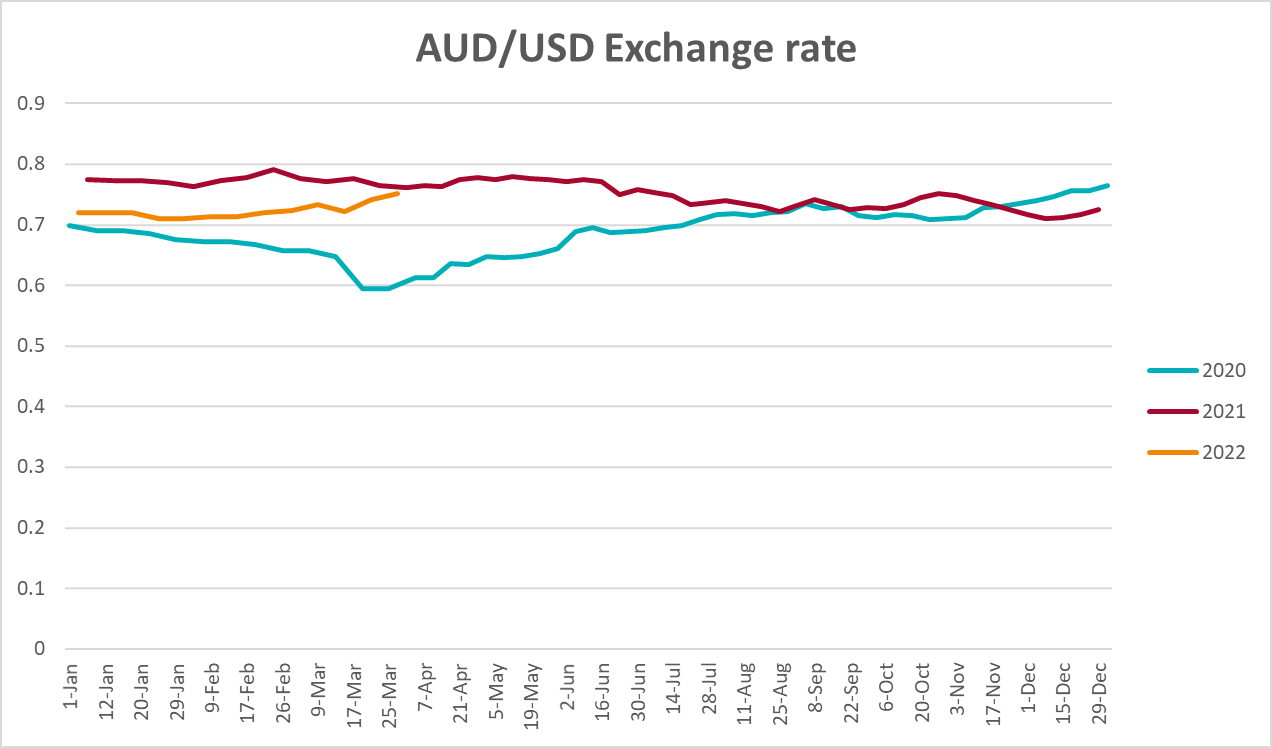 AUD/USD Exchange rate
0.9
0.8
0.7
0.6
0.5
0.4
0.3
0.2
0.1
0
1-Jan
12-Jan
20-Jan
29-Jan
9-Feb
17-Feb
26-Feb
9-Mar
17-Mar
25-Mar
7-Apr
21-Apr
5-May
19-May
2-Jun
16-Jun
30-Jun
14-Jul
28-Jul
11-Aug
25-Aug
8-Sep
22-Sep
6-Oct
20-Oct
3-Nov
17-Nov
1-Dec
15-Dec
29-Dec
2020
2021
2022